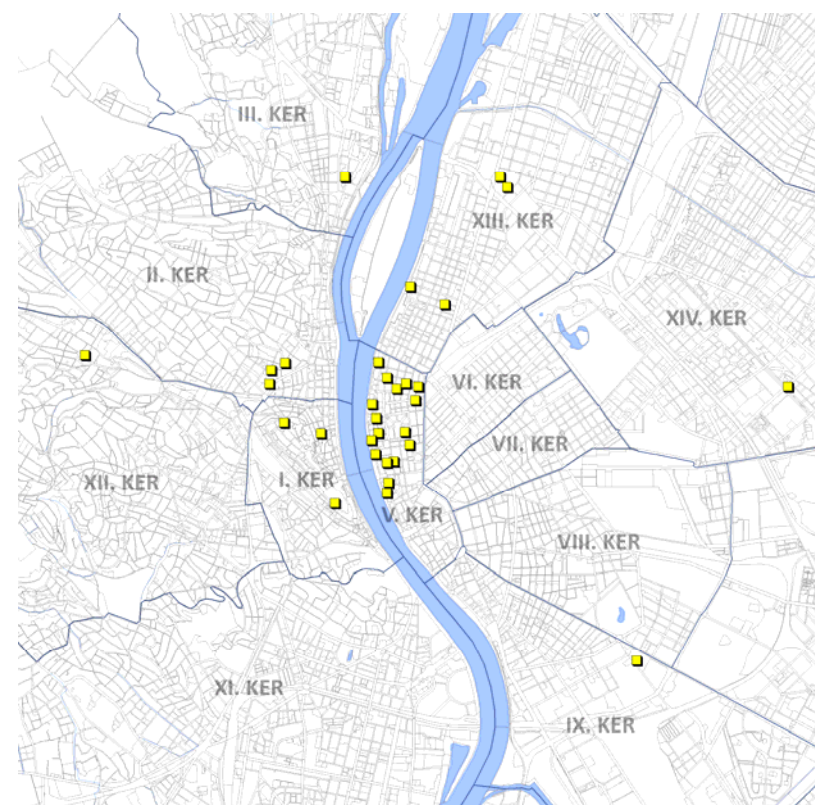 III. KER
XIII. KER
II. KER
XIV. KER
VI. KER
VII. KER
XII. KER
I. KER
V. KER
VIII. KER
XI. KER
IX. KER